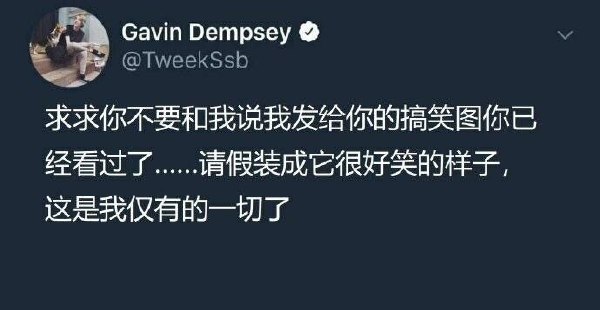 Gavin Dempsey
@TweekSsb
求求你不要和我说我发给你的搞笑图你已
经看过了......请假装成它很好笑的样子，
这是我仅有的一切了